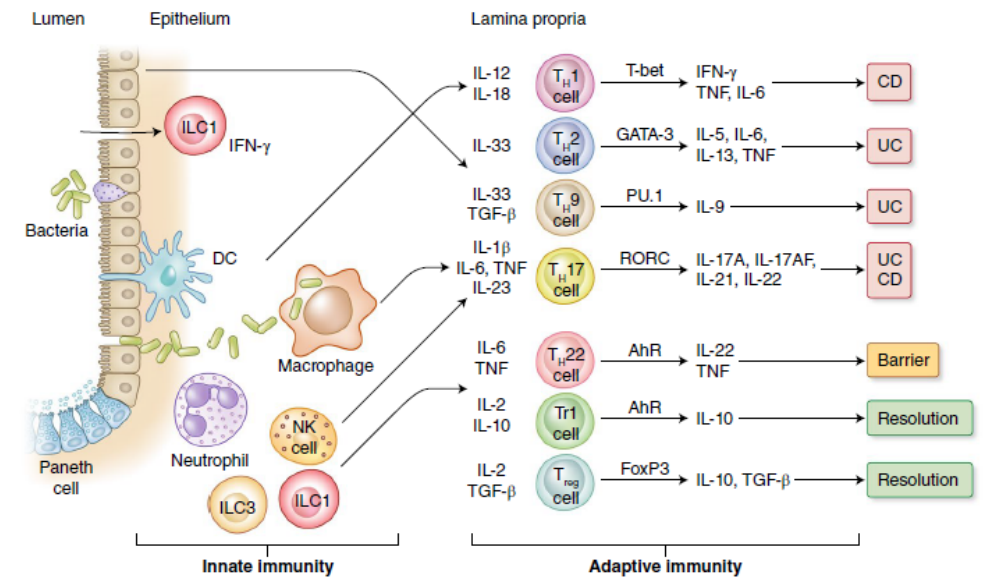 Lumen
Epithelium
Lamina propria
ILC1
IFN-γ
Bacteria
DC
Macrophage
Neutrophil
NK
cell
Paneth
cell
ILC3
ILC1
IL-12
IL-18
TH1
cell
T-bet
IFN-γ
TNF, IL-6
CD
IL-33
TH2
cell
GATA-3
IL-5, IL-6,
IL-13, TNF
UC
IL-33
TGF-β
TH9
cell
PU.1
IL-9
UC
IL-1β
IL-6, TNF
IL-23
TH17
cell
RORC
IL-17A, IL-17AF,
IL-21, IL-22
UC
CD
IL-6
TNF
TH22
cell
AhR
IL-22
TNF
Barrier
IL-2
IL-10
Tr1
cell
AhR
IL-10
Resolution
IL-2
TGF-β
Treg
cell
FoxP3
IL-10, TGF-β
Resolution
Innate immunity
Adaptive immunity